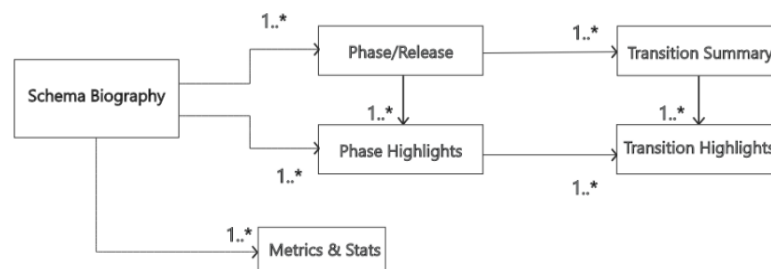 1..*
1..*
Phase/Release
Transition Summary
Schema Biography
1..*
1..*
Phase Highlights
Transition Highlights
1..*
1..*
1..*
Metrics & Stats